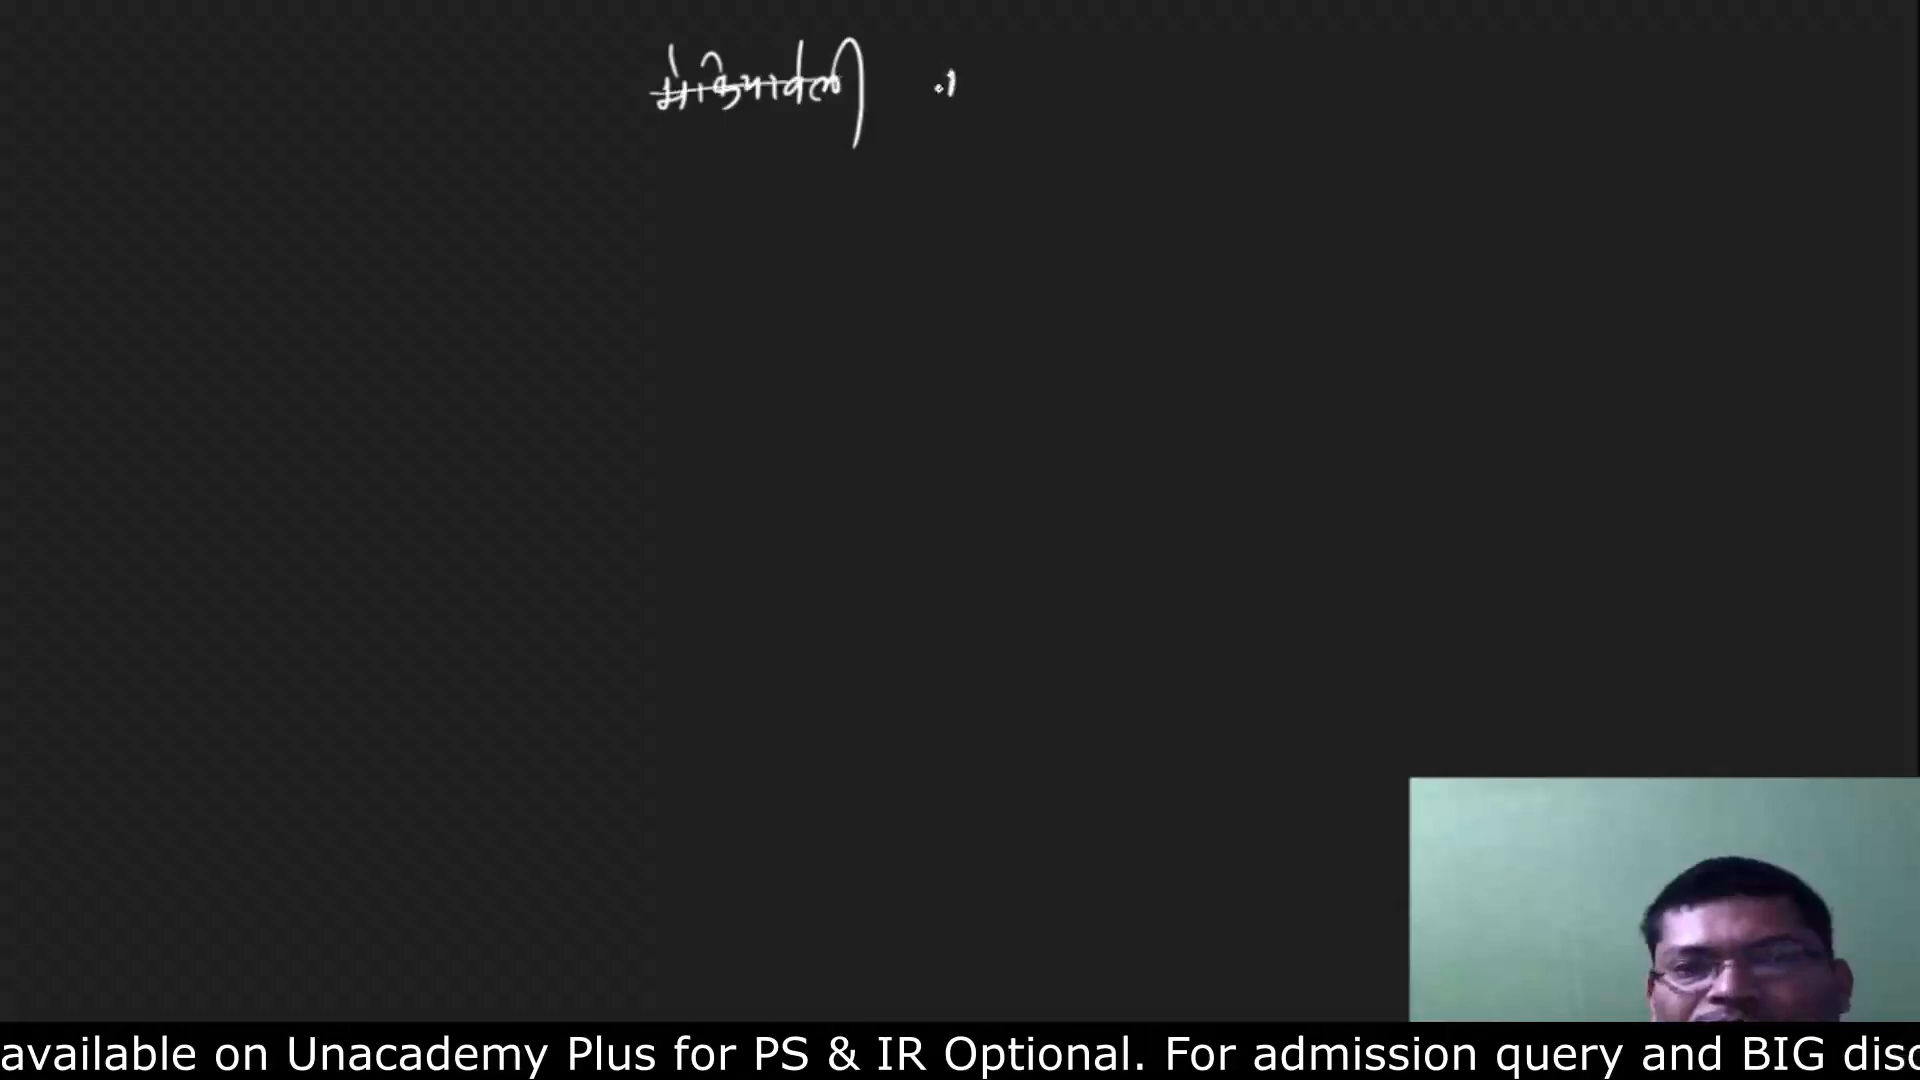 मैकियावेली
available on Unacademy Plus for PS & IR Optional. For admission query and BIG disc